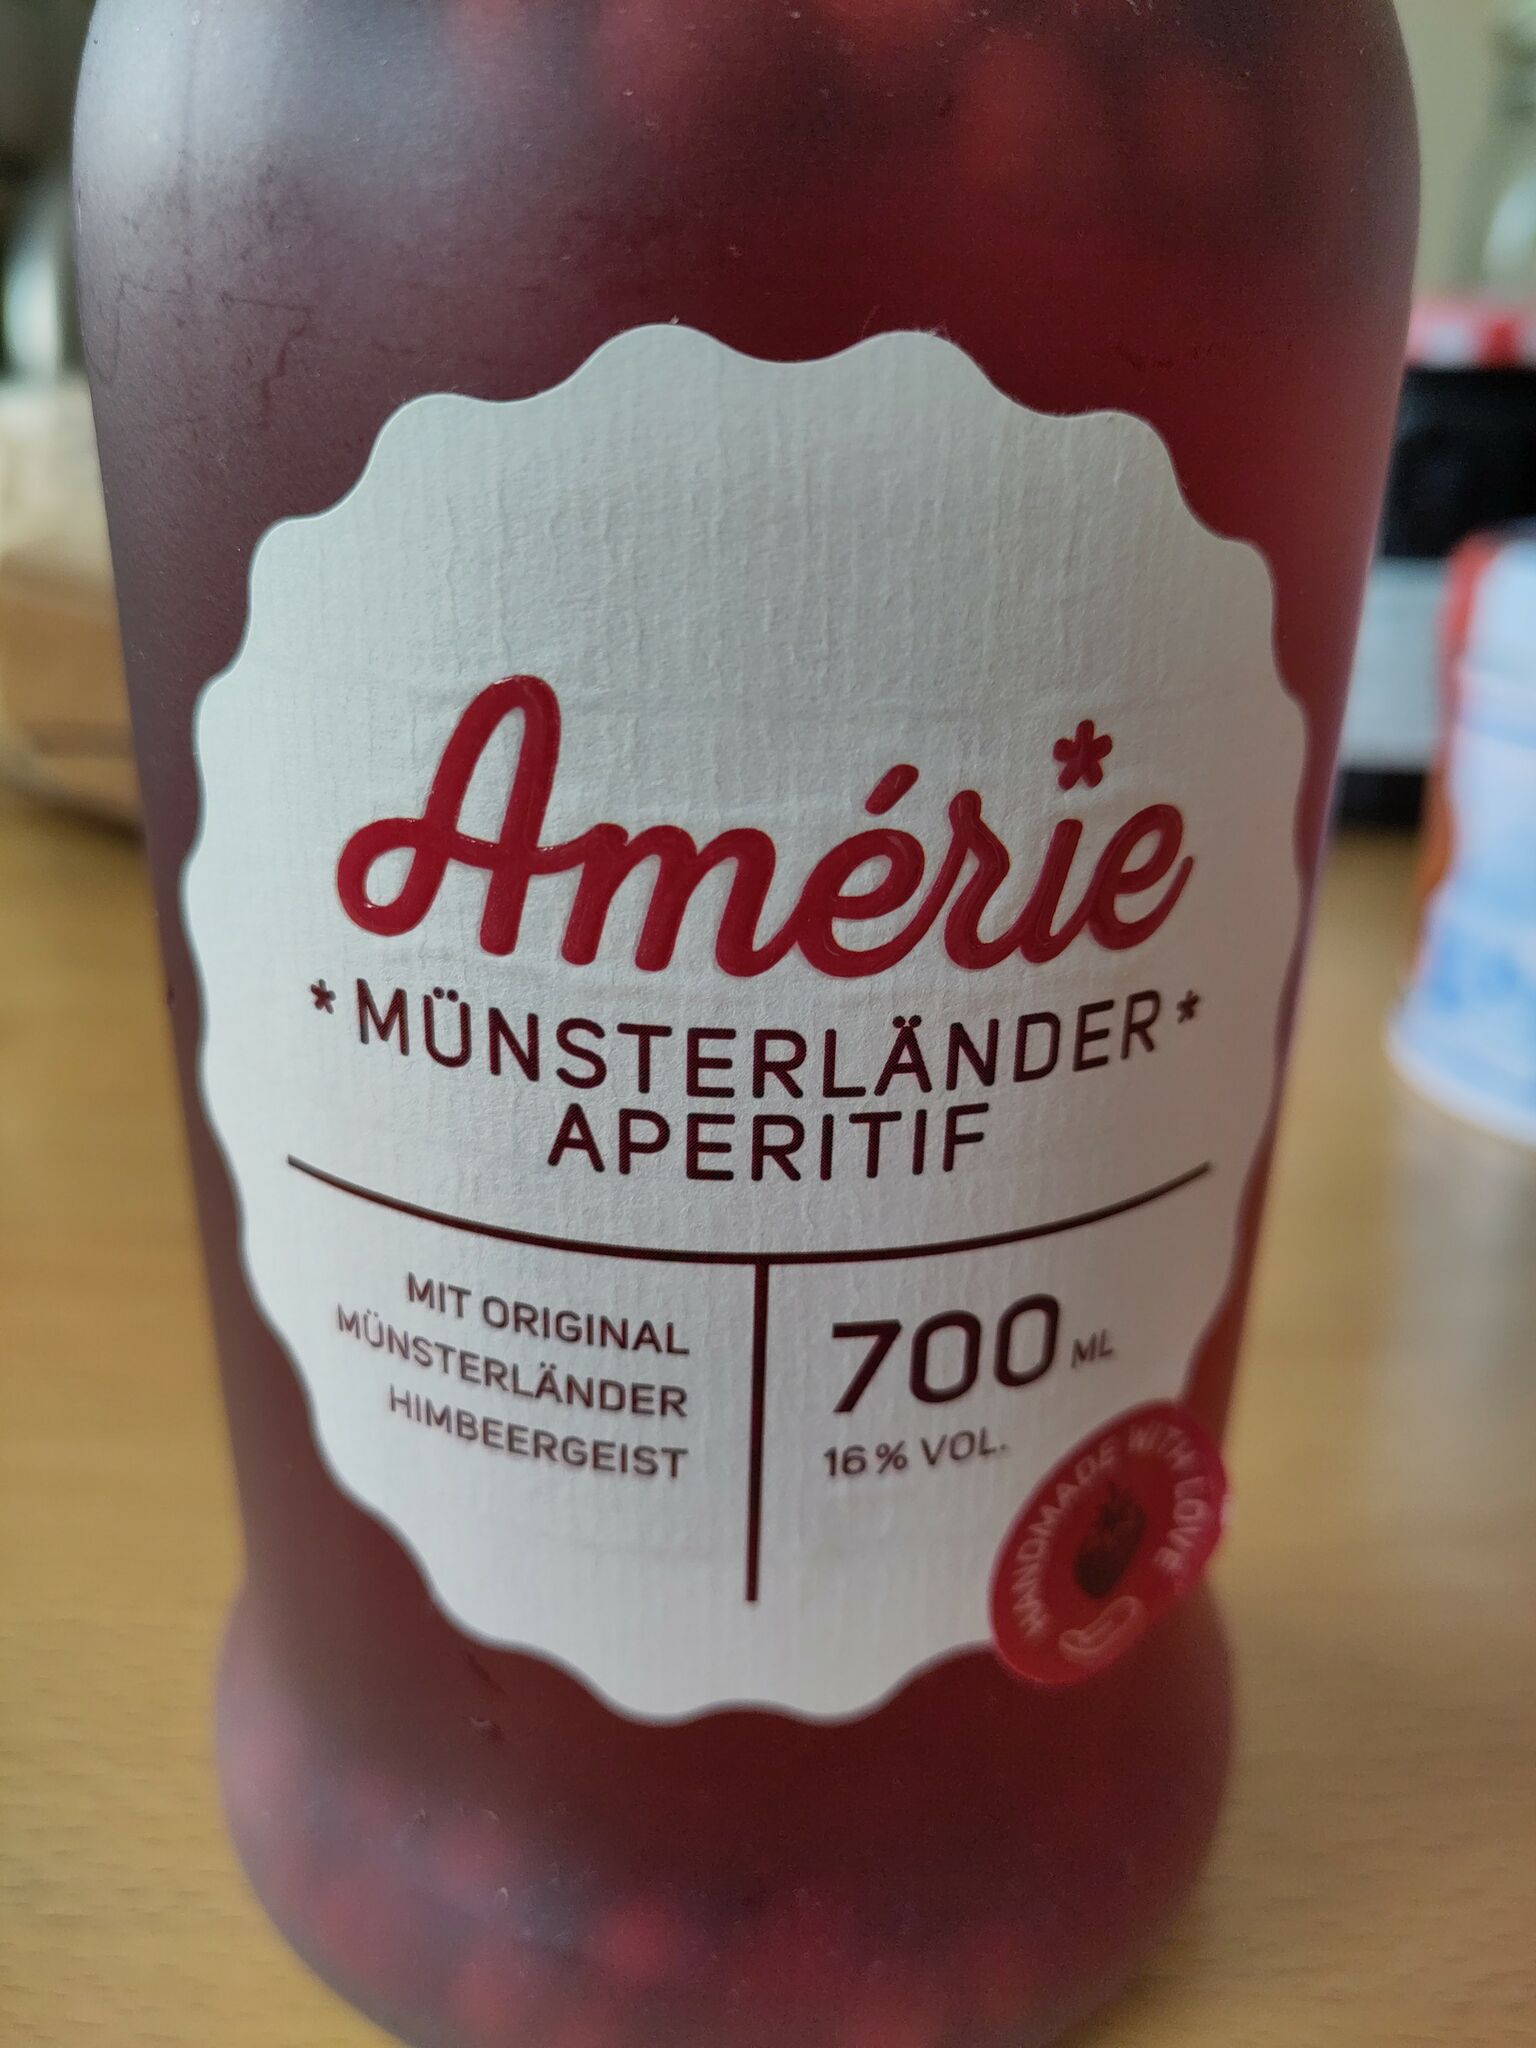 Amérie
*MÜNSTERLÄNDER*
APERITIF
MIT ORIGINAL
MÜNSTERLÄNDER
HIMBEERGEIST
700 ML
16% VOL.
HANDMADE WITH LOVE